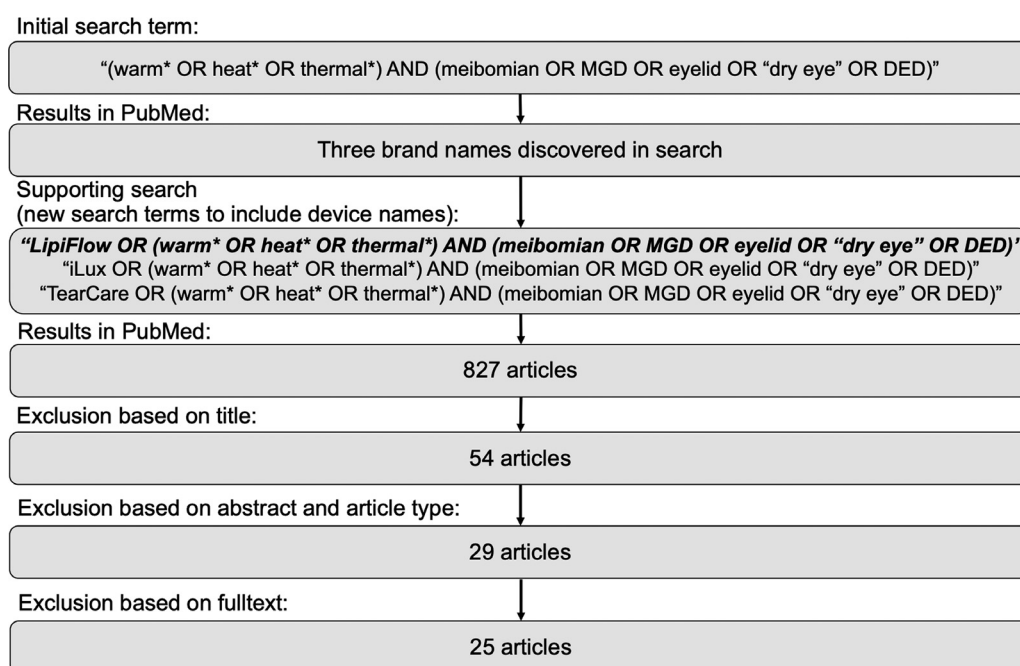 Initial search term:
“(warm* OR heat* OR thermal*) AND (meibomian OR MGD OR eyelid OR “dry eye” OR DED)”
Results in PubMed:
Three brand names discovered in search
Supporting search
(new search terms to include device names):
“LipiFlow OR (warm* OR heat* OR thermal*) AND (meibomian OR MGD OR eyelid OR “dry eye” OR DED)”
“iLux OR (warm* OR heat* OR thermal*) AND (meibomian OR MGD OR eyelid OR “dry eye” OR DED)”
“TearCare OR (warm* OR heat* OR thermal*) AND (meibomian OR MGD OR eyelid OR “dry eye” OR DED)”
Results in PubMed:
827 articles
Exclusion based on title:
54 articles
Exclusion based on abstract and article type:
29 articles
Exclusion based on fulltext:
25 articles